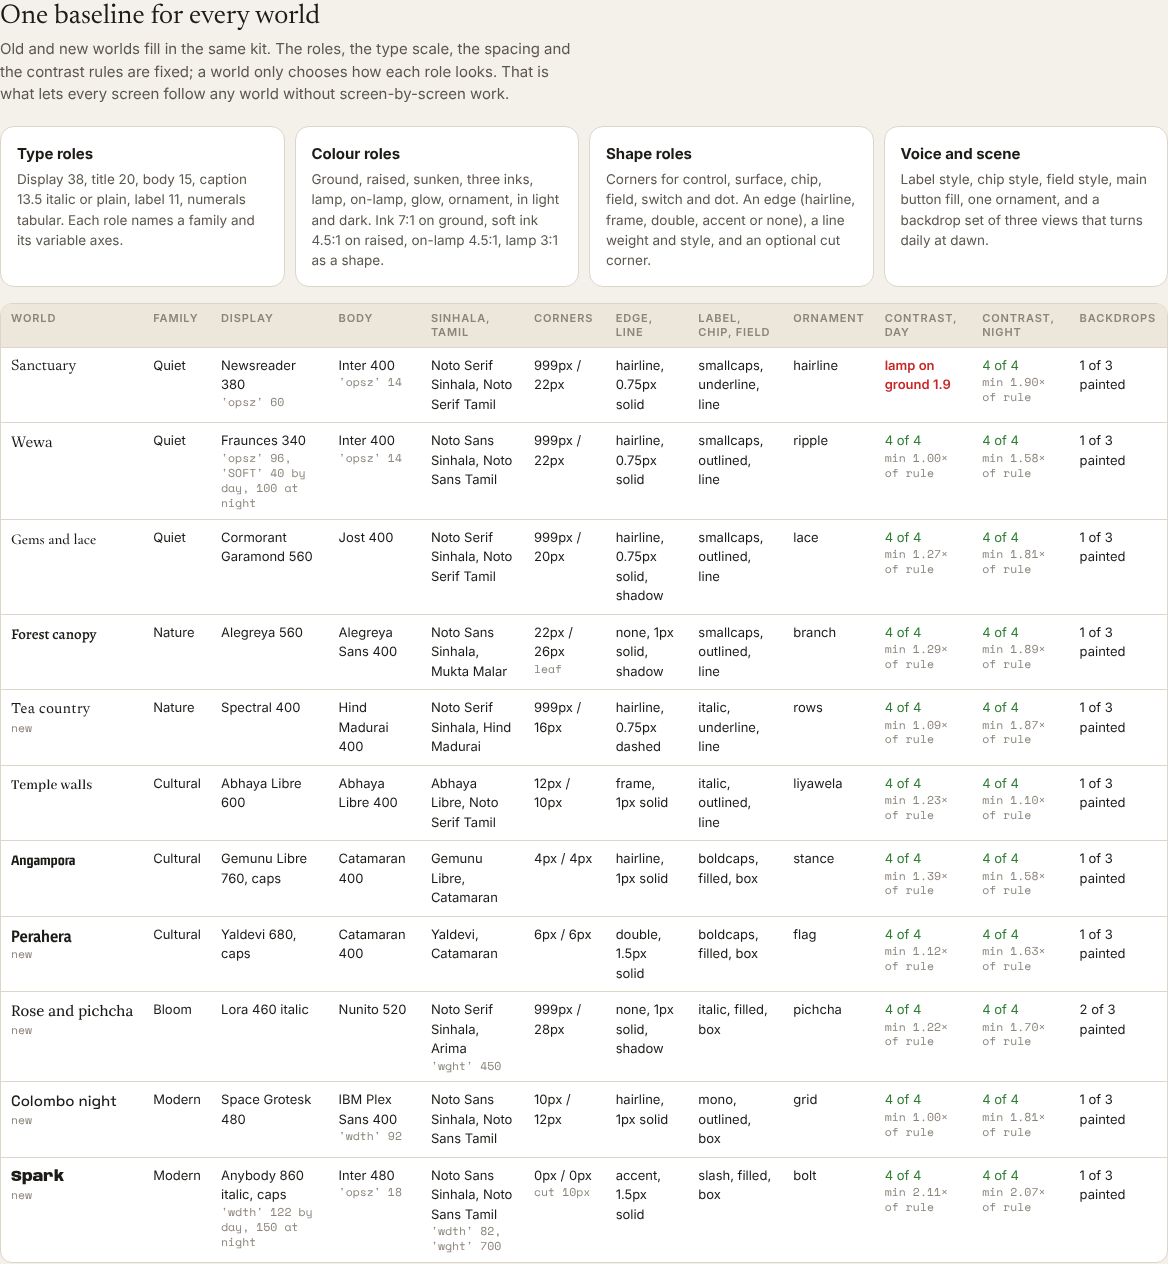 One baseline for every world
Old and new worlds fill in the same kit. The roles, the type scale, the spacing and
the contrast rules are fixed; a world only chooses how each role looks. That is
what lets every screen follow any world without screen-by-screen work.
Type roles
Display 38, title 20, body 15, caption
13.5 italic or plain, label 11, numerals
tabular. Each role names a family and
its variable axes.
Colour roles
Ground, raised, sunken, three inks,
lamp, on-lamp, glow, ornament, in light
and dark. Ink 7:1 on ground, soft ink
4.5:1 on raised, on-lamp 4.5:1, lamp 3:1
as a shape.
Shape roles
Corners for control, surface, chip,
field, switch and dot. An edge (hairline,
frame, double, accent or none), a line
weight and style, and an optional cut
corner.
Voice and scene
Label style, chip style, field style, main
button fill, one ornament, and a
backdrop set of three views that turns
daily at dawn.
WORLD
FAMILY
DISPLAY
BODY
SINHALA,
TAMIL
CORNERS
EDGE,
LINE
LABEL,
CHIP, FIELD
ORNAMENT
CONTRAST,
DAY
CONTRAST,
NIGHT
BACKDROPS
Sanctuary
Quiet
Newsreader
380
'opsz' 60
Inter 400
'opsz' 14
Noto Serif
Sinhala, Noto
Serif Tamil
999px /
22px
hairline,
0.75px
solid
smallcaps,
underline,
line
hairline
lamp on
ground 1.9
4 of 4
min 1.90×
of rule
1 of 3
painted
Wewa
Quiet
Fraunces 340
'opsz' 96,
'SOFT' 40 by
day, 100 at
night
Inter 400
'opsz' 14
Noto Sans
Sinhala, Noto
Sans Tamil
999px /
22px
hairline,
0.75px
solid
smallcaps,
outlined,
line
ripple
4 of 4
min 1.00×
of rule
4 of 4
min 1.58×
of rule
1 of 3
painted
Gems and lace
Quiet
Cormorant
Garamond 560
Jost 400
Noto Serif
Sinhala, Noto
Serif Tamil
999px /
20px
hairline,
0.75px
solid,
shadow
smallcaps,
outlined,
line
lace
4 of 4
min 1.27×
of rule
4 of 4
min 1.81×
of rule
1 of 3
painted
Forest canopy
Nature
Alegreya 560
Alegreya
Sans 400
Noto Sans
Sinhala,
Mukta Malar
22px /
26px
leaf
none, 1px
solid,
shadow
smallcaps,
outlined,
line
branch
4 of 4
min 1.29×
of rule
4 of 4
min 1.89×
of rule
1 of 3
painted
Tea country
new
Nature
Spectral 400
Hind
Madurai
400
Noto Serif
Sinhala, Hind
Madurai
999px /
16px
hairline,
0.75px
dashed
italic,
underline,
line
rows
4 of 4
min 1.09×
of rule
4 of 4
min 1.87×
of rule
1 of 3
painted
Temple walls
Cultural
Abhaya Libre
600
Abhaya
Libre 400
Abhaya
Libre, Noto
Serif Tamil
12px /
10px
frame,
1px solid
italic,
outlined,
line
liyawela
4 of 4
min 1.23×
of rule
4 of 4
min 1.10×
of rule
1 of 3
painted
Angampora
Cultural
Gemunu Libre
760, caps
Catamaran
400
Gemunu
Libre,
Catamaran
4px / 4px
hairline,
1px solid
boldcaps,
filled, box
stance
4 of 4
min 1.39×
of rule
4 of 4
min 1.58×
of rule
1 of 3
painted
Perahera
new
Cultural
Yaldevi 680,
caps
Catamaran
400
Yaldevi,
Catamaran
6px / 6px
double,
1.5px
solid
boldcaps,
filled, box
flag
4 of 4
min 1.12×
of rule
4 of 4
min 1.63×
of rule
1 of 3
painted
Rose and pichcha
new
Bloom
Lora 460 italic
Nunito 520
Noto Serif
Sinhala,
Arima
'wght' 450
999px /
28px
none, 1px
solid,
shadow
italic, filled,
box
pichcha
4 of 4
min 1.22×
of rule
4 of 4
min 1.70×
of rule
2 of 3
painted
Colombo night
new
Modern
Space Grotesk
480
IBM Plex
Sans 400
'wdth' 92
Noto Sans
Sinhala, Noto
Sans Tamil
10px /
12px
hairline,
1px solid
mono,
outlined,
box
grid
4 of 4
min 1.00×
of rule
4 of 4
min 1.81×
of rule
1 of 3
painted
Spark
new
Modern
Anybody 860
italic, caps
'wdth' 122 by
day, 150 at
night
Inter 480
'opsz' 18
Noto Sans
Sinhala, Noto
Sans Tamil
'wdth' 82,
'wght' 700
0px / 0px
cut 10px
accent,
1.5px
solid
slash, filled,
box
bolt
4 of 4
min 2.11×
of rule
4 of 4
min 2.07×
of rule
1 of 3
painted